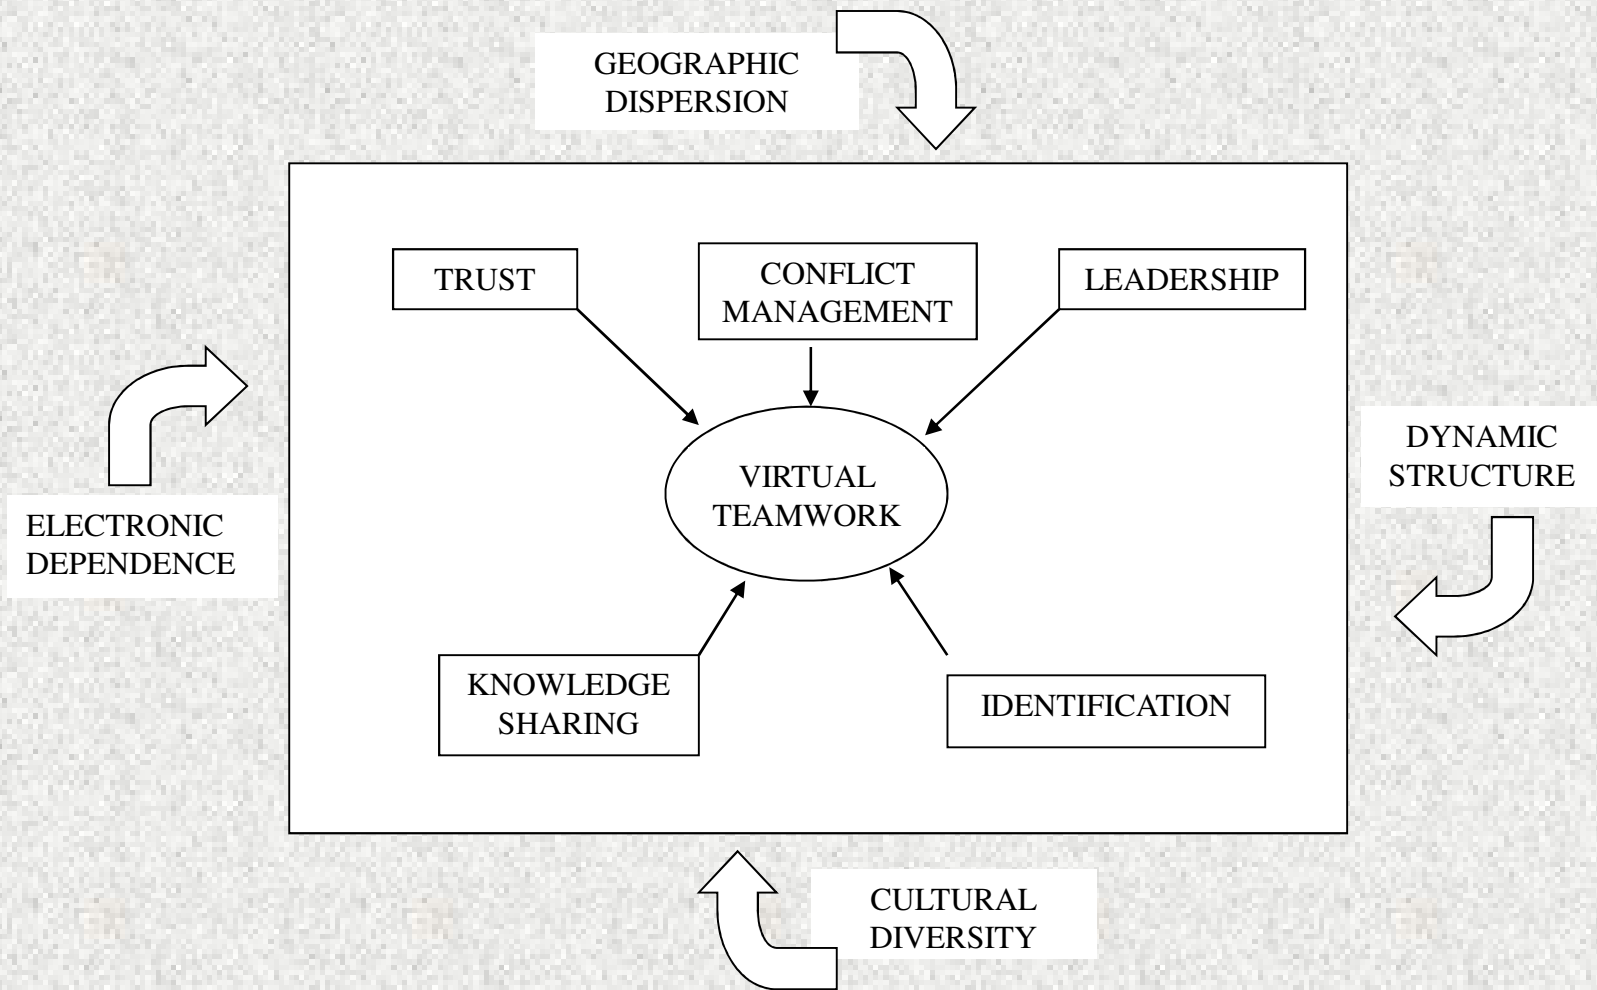 GEOGRAPHIC
DISPERSION
TRUST
CONFLICT
MANAGEMENT
LEADERSHIP
VIRTUAL
TEAMWORK
DYNAMIC
STRUCTURE
ELECTRONIC
DEPENDENCE
KNOWLEDGE
SHARING
IDENTIFICATION
CULTURAL
DIVERSITY